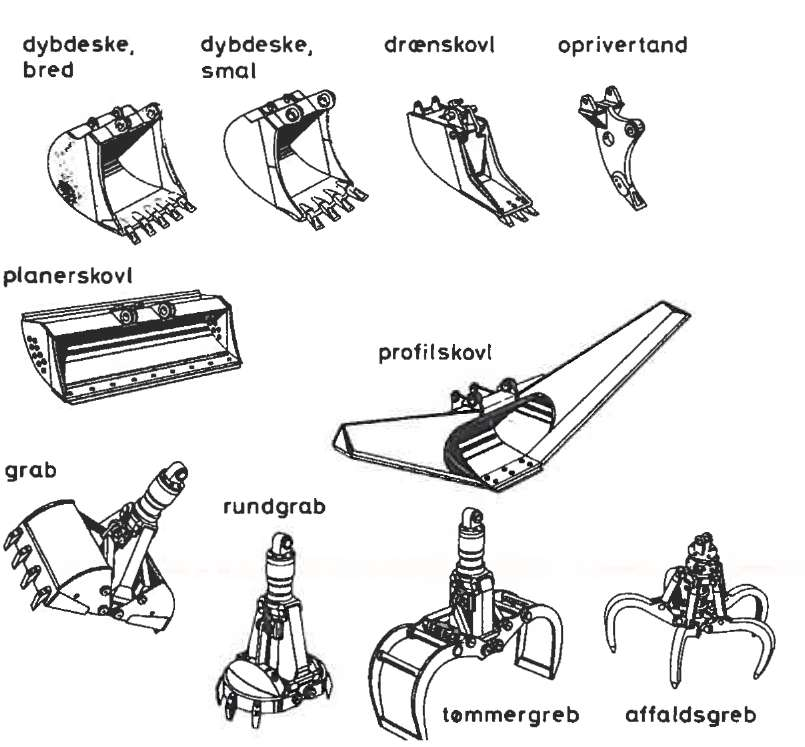 dybdeske,
bred
dybdeske,
smal
drænskovl
oprivertand
planerskovl
profilskovl
grab
rundgrab
tømmergreb
affaldsgreb